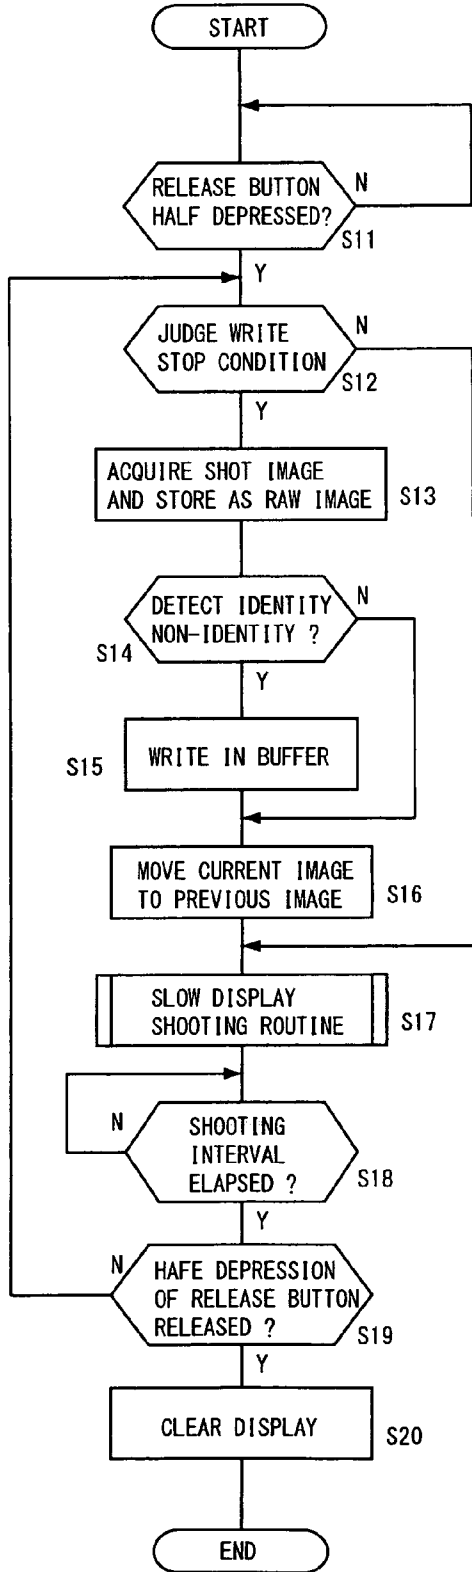 START
N
RELEASE BUTTON
HALF DEPRESSED?
S11
Y
N
JUDGE WRITE
STOP CONDITION
S12
Y
ACQUIRE SHOT IMAGE
AND STORE AS RAW IMAGE
S13
N
DETECT IDENTITY
NON-IDENTITY ?
S14
Y
S15
WRITE IN BUFFER
MOVE CURRENT IMAGE
TO PREVIOUS IMAGE
S16
SLOW DISPLAY
SHOOTING ROUTINE
S17
N
SHOOTING
INTERVAL
ELAPSED ?
S18
Y
N
HAFE DEPRESSION
OF RELEASE BUTTON
RELEASED ?
S19
Y
CLEAR DISPLAY
S20
END